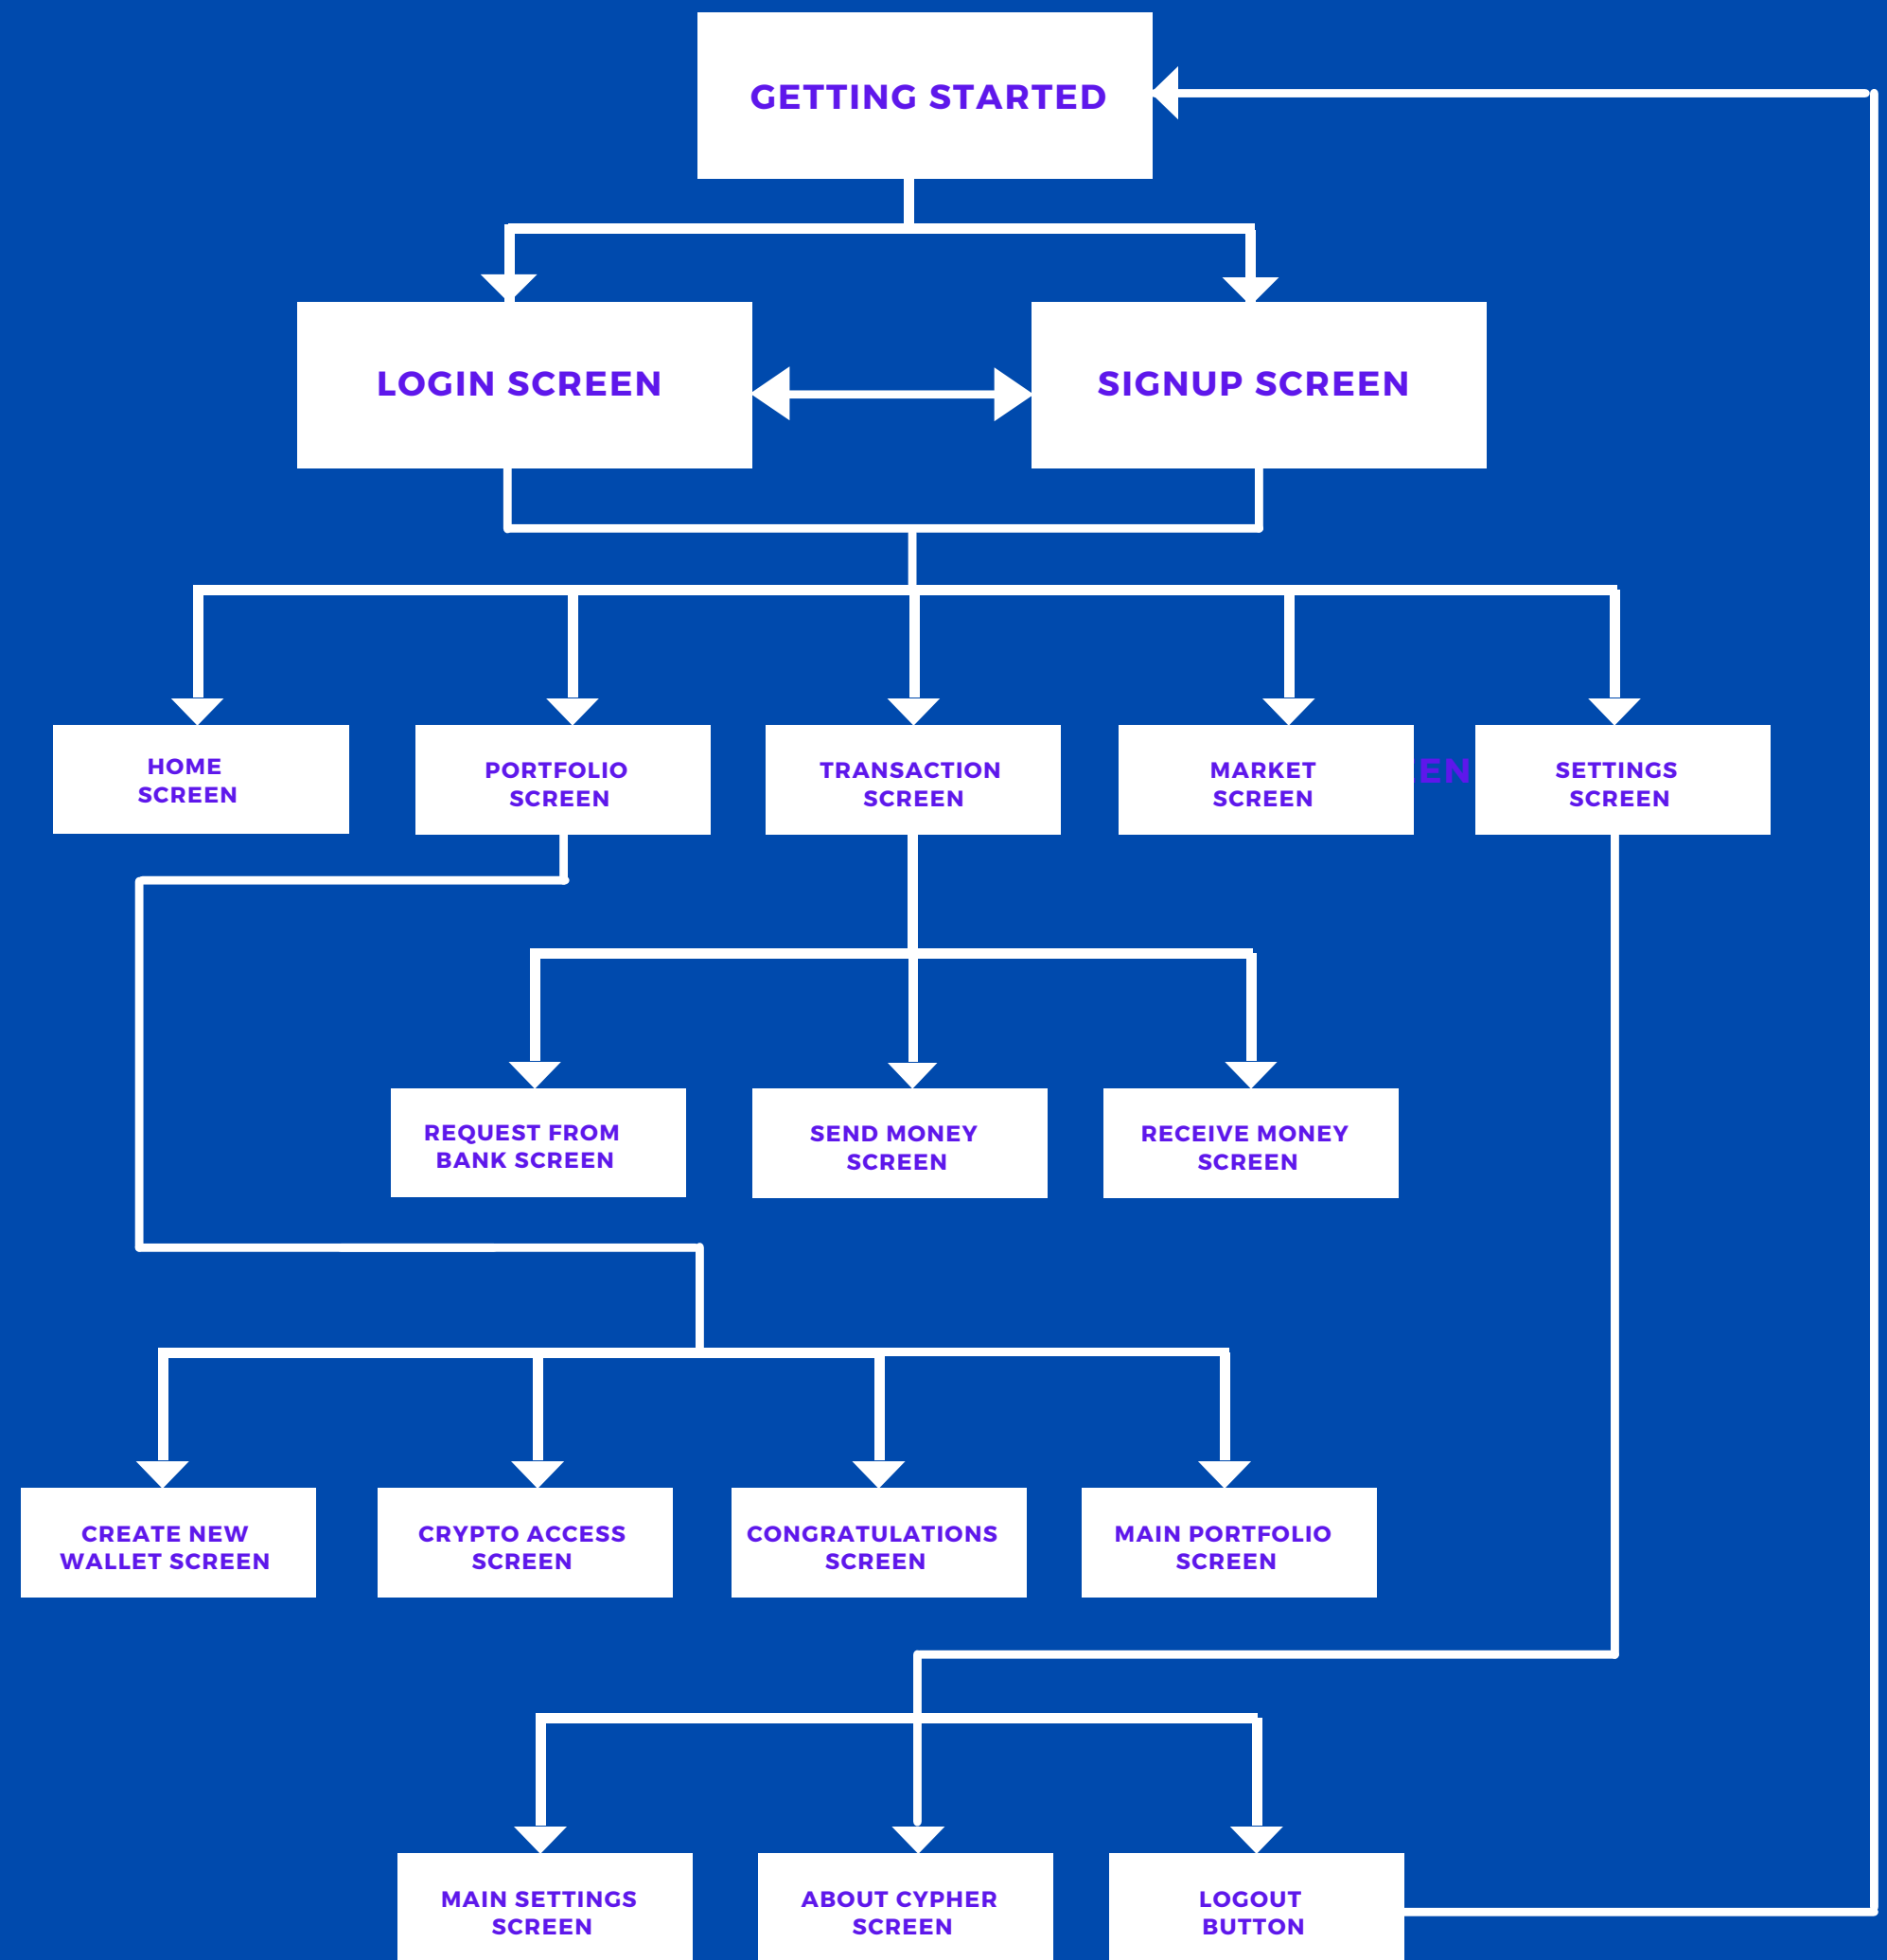 GETTING STARTED
LOGIN SCREEN
SIGNUP SCREEN
HOME
SCREEN
PORTFOLIO
SCREEN
TRANSACTION
SCREEN
MARKET
SCREEN
EN
SETTINGS
SCREEN
REQUEST FROM
BANK SCREEN
SEND MONEY
SCREEN
RECEIVE MONEY
SCREEN
CREATE NEW
WALLET SCREEN
CRYPTO ACCESS
SCREEN
CONGRATULATIONS
SCREEN
MAIN PORTFOLIO
SCREEN
MAIN SETTINGS
SCREEN
ABOUT CYPHER
SCREEN
LOGOUT
BUTTON